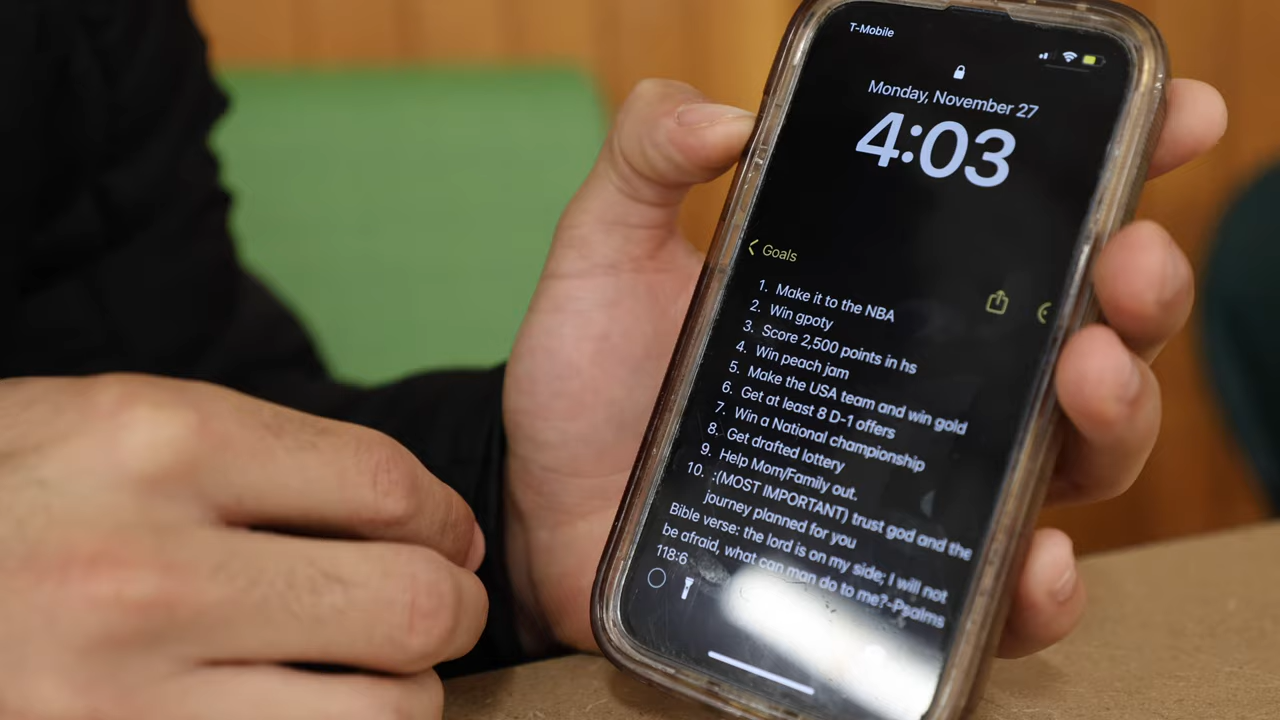 T-Mobile
Monday, November 27
4:03
Goals
1. Make it to the NBA
2. Win gpoty
3. Score 2,500 points in hs
4. Win peach jam
5. Make the USA team and win gold
6. Get at least 8 D-1 offers
7. Win a National championship
8. Get drafted lottery
9. Help Mom/Family out.
10. :(MOST IMPORTANT) trust god and the
journey planned for you
Bible verse: the lord is on my side; I will not
be afraid, what can man do to me?-Psalms
118:6